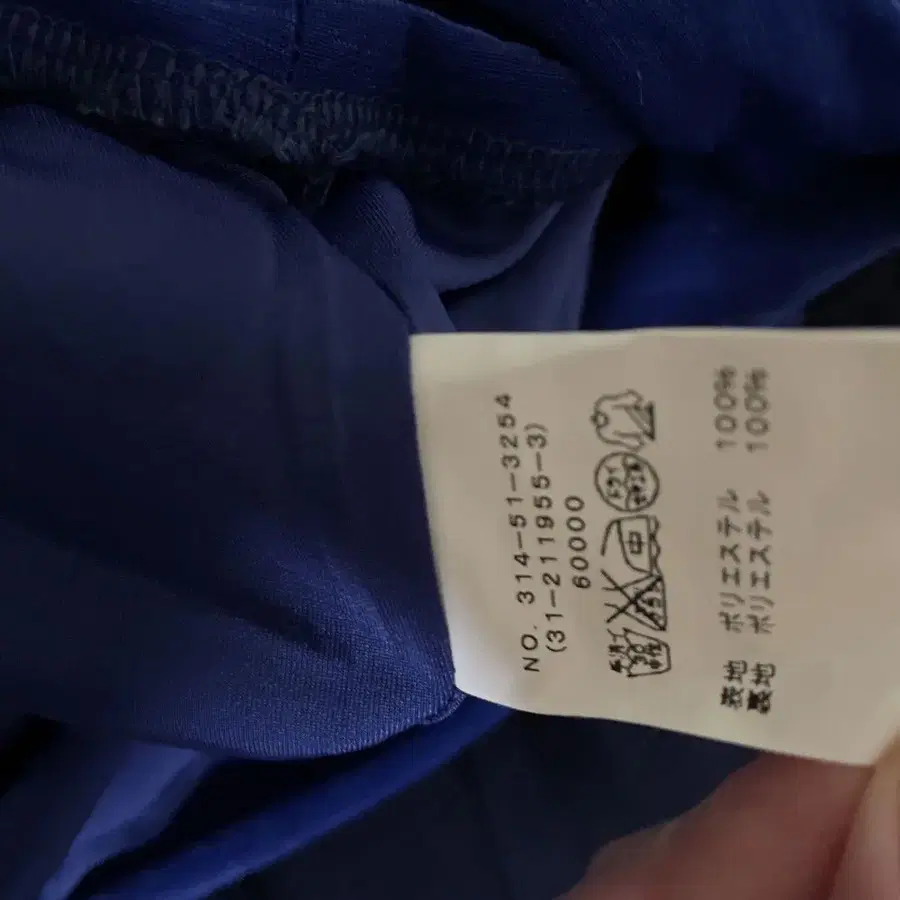 NO. 314-51-3254
(31-211955-3)
60000
中
表地 ポリエステル 100%
裏地 ポリエステル 100%